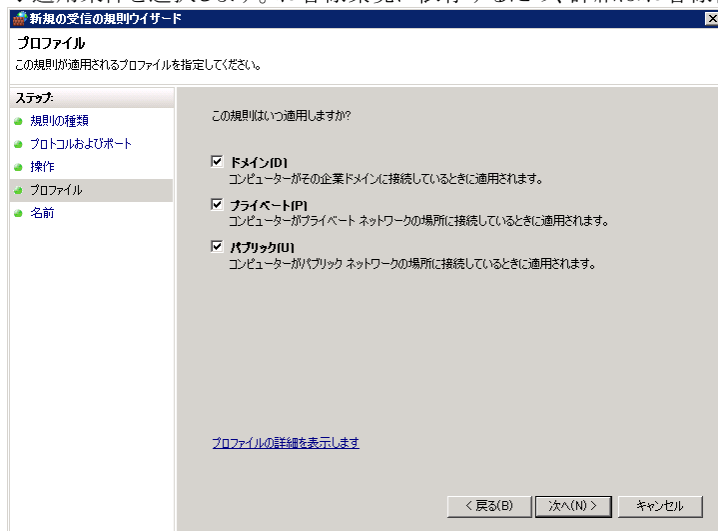 新規の受信の規則ウィザード
プロファイル
この規則が適用されるプロファイルを指定してください。
ステップ:
規則の種類
プロトコルおよびポート
操作
プロファイル
名前
この規則はいつ適用しますか?
ドメイン(D)
コンピューターがその企業ドメインに接続しているときに適用されます。
プライベート(P)
コンピューターがプライベート ネットワークの場所に接続しているときに適用されます。
パブリック(U)
コンピューターがパブリック ネットワークの場所に接続しているときに適用されます。
プロファイルの詳細を表示します
< 戻る(B)
次へ(N) >
キャンセル